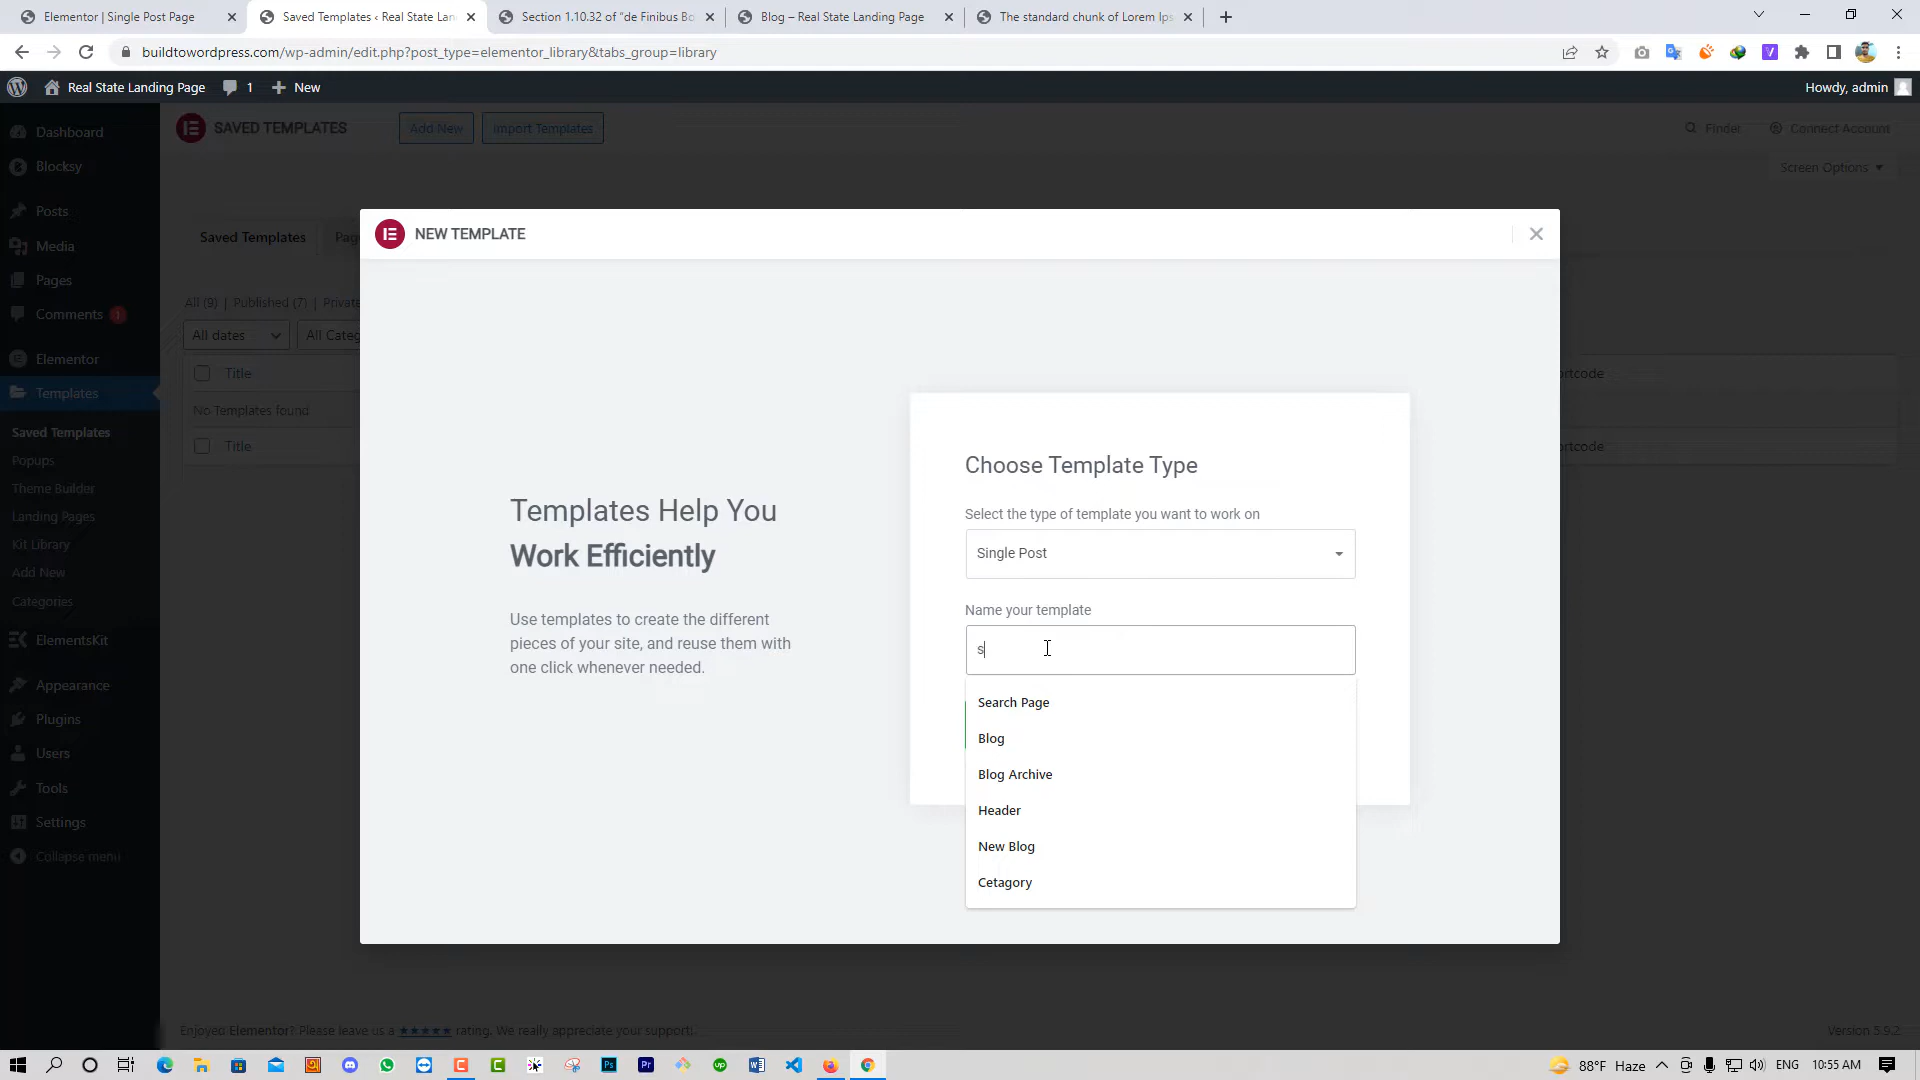 Elementor | Single Post Page
Saved Templates ‹ Real State Lan
Section 1.10.32 of "de Finibus Bo
Blog – Real State Landing Page
The standard chunk of Lorem Ips
buildtowordpress.com/wp-admin/edit.php?post_type=elementor_library&tabs_group=library
Real State Landing Page
1
New
Howdy, admin
Dashboard
Blocksy
Posts
Media
Pages
Comments 1
Elementor
Templates
Saved Templates
Popups
Theme Builder
Landing Pages
Kit Library
Add New
Categories
ElementsKit
Appearance
Plugins
Users
Tools
Settings
Collapse menu
SAVED TEMPLATES
Add New
Import Templates
Finder
Connect Account
Screen Options
Saved Templates
Pag
All (9) | Published (7) | Private
All dates
All Categ
Title
No Templates found
Title
ortcode
ortcode
NEW TEMPLATE
Templates Help You
Work Efficiently
Use templates to create the different
pieces of your site, and reuse them with
one click whenever needed.
Choose Template Type
Select the type of template you want to work on
Single Post
Name your template
s
Search Page
Blog
Blog Archive
Header
New Blog
Cetagory
Enjoyed Elementor? Please leave us a ★★★★★ rating. We really appreciate your support!
Version 5.9.2
88°F Haze
ENG
10:55 AM